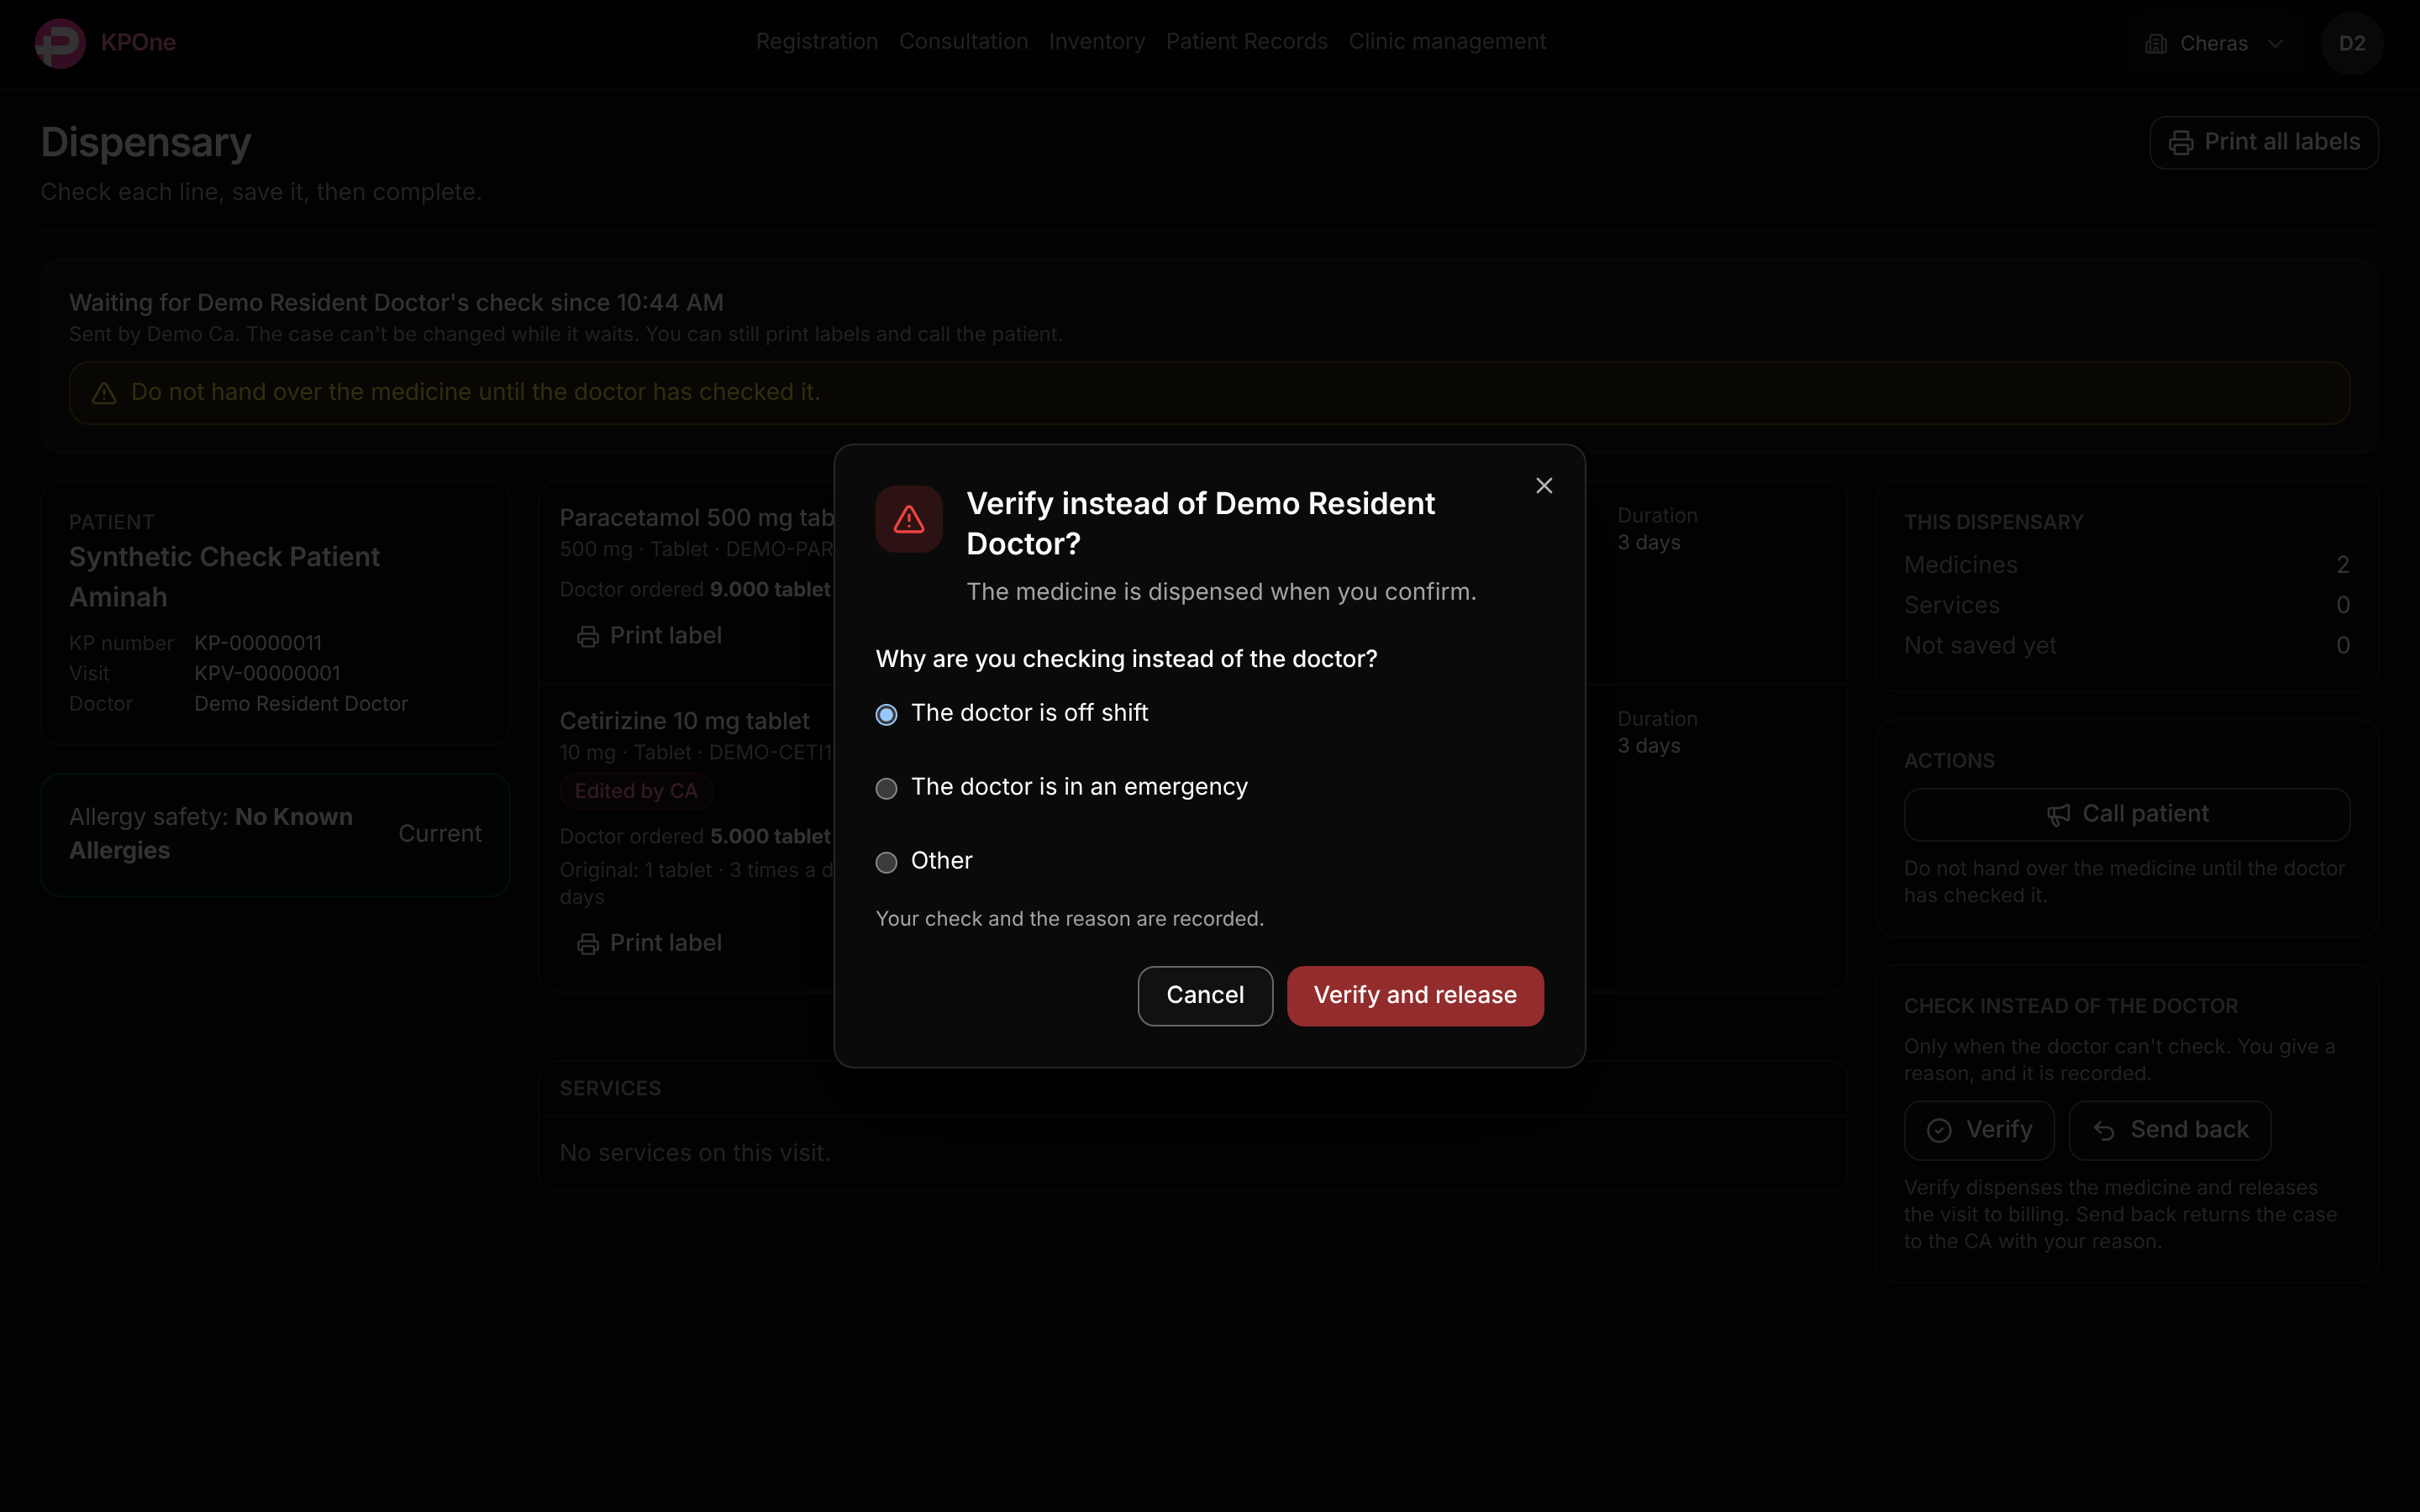 KPOne
Registration
Consultation
Inventory
Patient Records
Clinic management
Cheras
D2
Dispensary
Check each line, save it, then complete.
Print all labels
Waiting for Demo Resident Doctor's check since 10:44 AM
Sent by Demo Ca. The case can't be changed while it waits. You can still print labels and call the patient.
Do not hand over the medicine until the doctor has checked it.
PATIENT
Synthetic Check Patient
Aminah
KP number KP-00000011
Visit KPV-00000001
Doctor Demo Resident Doctor
Allergy safety: No Known
Allergies
Current
Paracetamol 500 mg tab
500 mg · Tablet · DEMO-PAR
Doctor ordered 9.000 tablet
Print label
Duration
3 days
Cetirizine 10 mg tablet
10 mg · Tablet · DEMO-CETI1
Edited by CA
Doctor ordered 5.000 tablet
Original: 1 tablet · 3 times a d
days
Print label
Duration
3 days
SERVICES
No services on this visit.
Verify instead of Demo Resident
Doctor?
The medicine is dispensed when you confirm.
Why are you checking instead of the doctor?
The doctor is off shift
The doctor is in an emergency
Other
Your check and the reason are recorded.
Cancel
Verify and release
THIS DISPENSARY
Medicines 2
Services 0
Not saved yet 0
ACTIONS
Call patient
Do not hand over the medicine until the doctor
has checked it.
CHECK INSTEAD OF THE DOCTOR
Only when the doctor can't check. You give a
reason, and it is recorded.
Verify
Send back
Verify dispenses the medicine and releases
the visit to billing. Send back returns the case
to the CA with your reason.